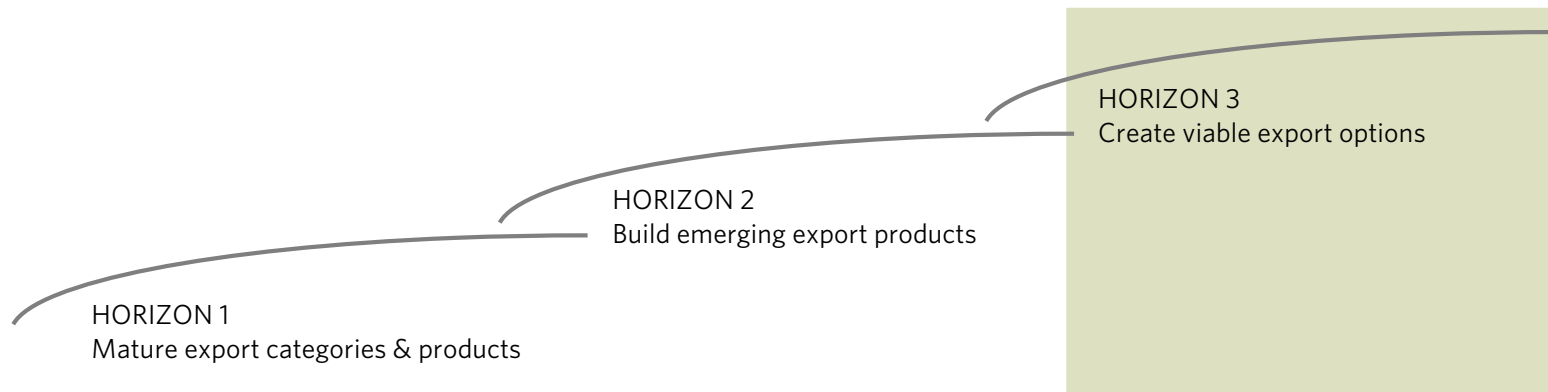 HORIZON 3
Create viable export options
HORIZON 2
Build emerging export products
HORIZON 1
Mature export categories & products